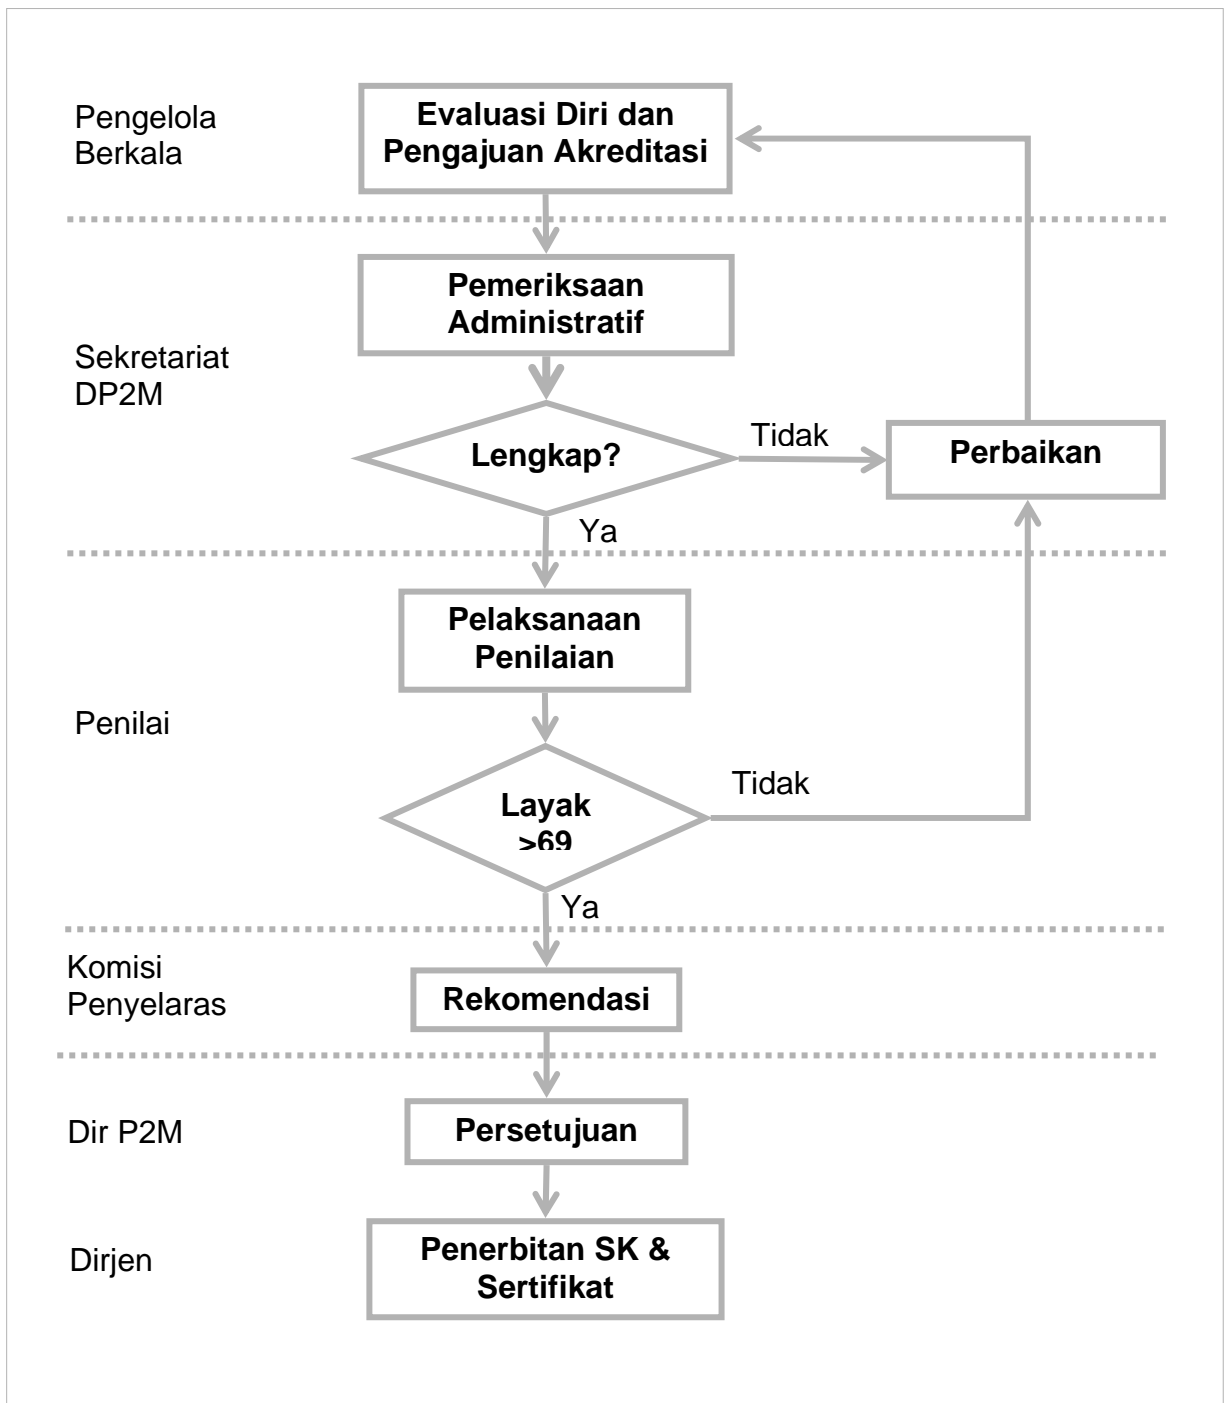 Pengelola
Berkala
Evaluasi Diri dan
Pengajuan Akreditasi
Pemeriksaan
Administratif
Sekretariat
DP2M
Lengkap?
Tidak
Perbaikan
Ya
Pelaksanaan
Penilaian
Penilai
Layak
>69
Tidak
Ya
Komisi
Penyelaras
Rekomendasi
Dir P2M
Persetujuan
Dirjen
Penerbitan SK &
Sertifikat